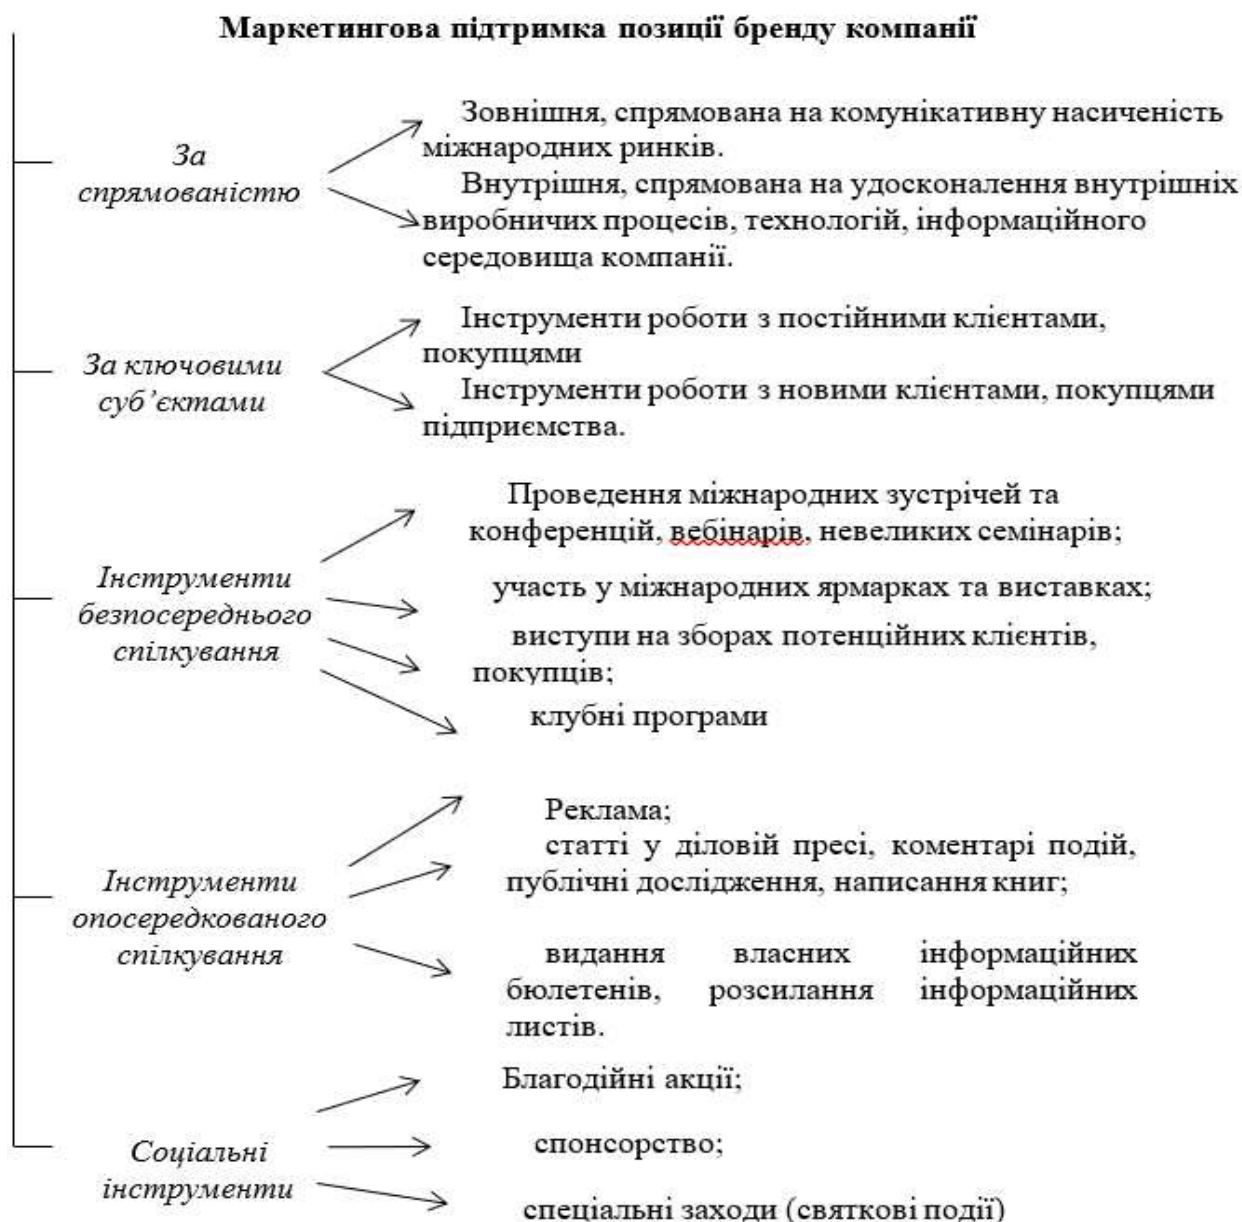 Маркетингова підтримка позиції бренду компанії
За
спрямованістю
Зовнішня, спрямована на комунікативну насиченість
міжнародних ринків.
Внутрішня, спрямована на удосконалення внутрішніх
виробничих процесів, технологій, інформаційного
середовища компанії.
За ключовими
суб’єктами
Інструменти роботи з постійними клієнтами,
покупцями
Інструменти роботи з новими клієнтами, покупцями
підприємства.
Інструменти
безпосереднього
спілкування
Проведення міжнародних зустрічей та
конференцій, вебінарів, невеликих семінарів;
участь у міжнародних ярмарках та виставках;
виступи на зборах потенційних клієнтів,
покупців;
клубні програми
Інструменти
опосередкованого
спілкування
Реклама;
статті у діловій пресі, коментарі подій,
публічні дослідження, написання книг;
видання власних інформаційних
бюлетенів, розсилання інформаційних
листів.
Соціальні
інструменти
Благодійні акції;
спонсорство;
спеціальні заходи (святкові події)